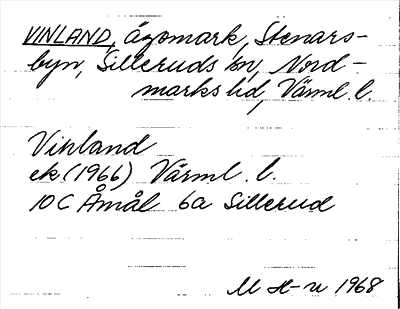 VINLAND, ägomark, Stenars-
byn, Silleruds sn, Nord-
marks hd, Värml. l.
Vinland
ek. (1966) Värml. l.
10 C Åmål 6a Sillerud
M H-n 1968